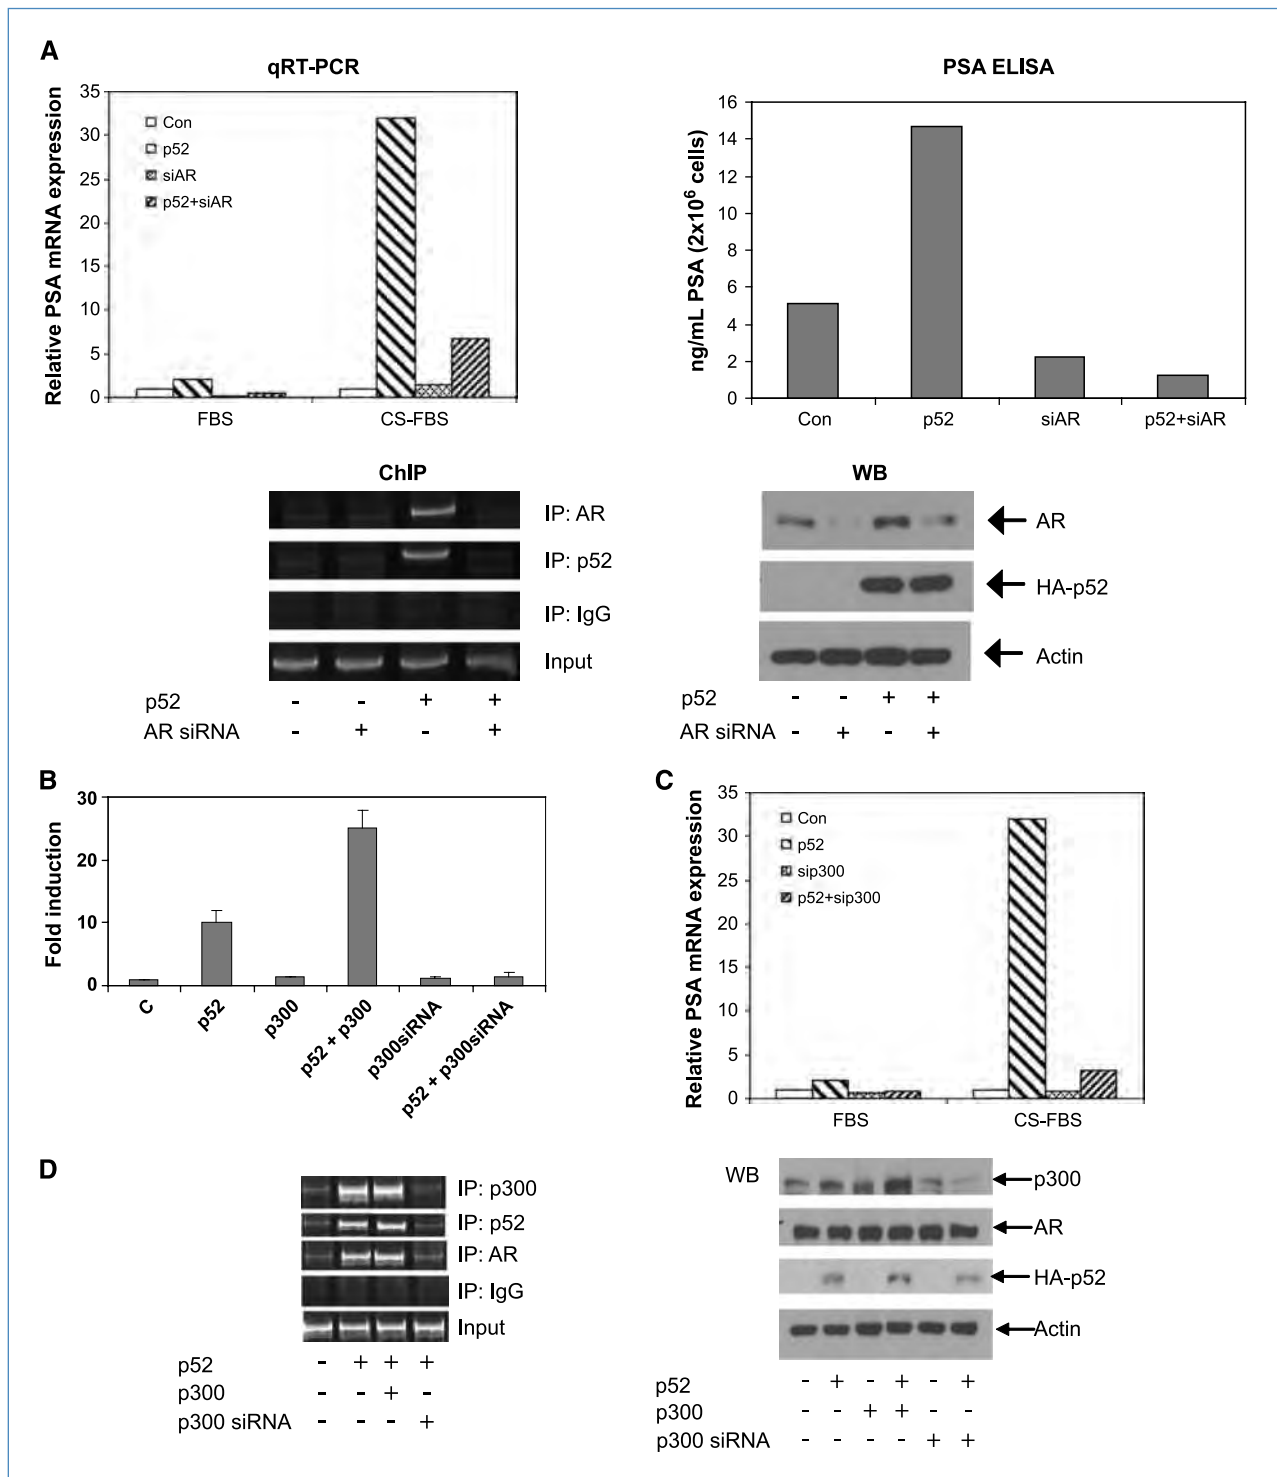 A
qRT-PCR
Relative PSA mRNA expression
35
30
25
20
15
10
5
0
Con
p52
siAR
p52+siAR
FBS CS-FBS
PSA ELISA
ng/mL PSA (2x10⁶ cells)
16
14
12
10
8
6
4
2
0
Con p52 siAR p52+siAR
ChIP
IP: AR
IP: p52
IP: IgG
Input
p52 - - + +
AR siRNA - + - +
WB
AR
HA-p52
Actin
p52 - - + +
AR siRNA - + - +
B
Fold induction
30
20
10
0
C p52 p300 p52 + p300 p300siRNA p52 + p300siRNA
C
Relative PSA mRNA expression
35
30
25
20
15
10
5
0
Con
p52
sip300
p52+sip300
FBS CS-FBS
D
IP: p300
IP: p52
IP: AR
IP: IgG
Input
p52 - + + +
p300 - - + -
p300 siRNA - - - +
WB
p300
AR
HA-p52
Actin
p52 - + - + - +
p300 - - + + - -
p300 siRNA - - - - + +